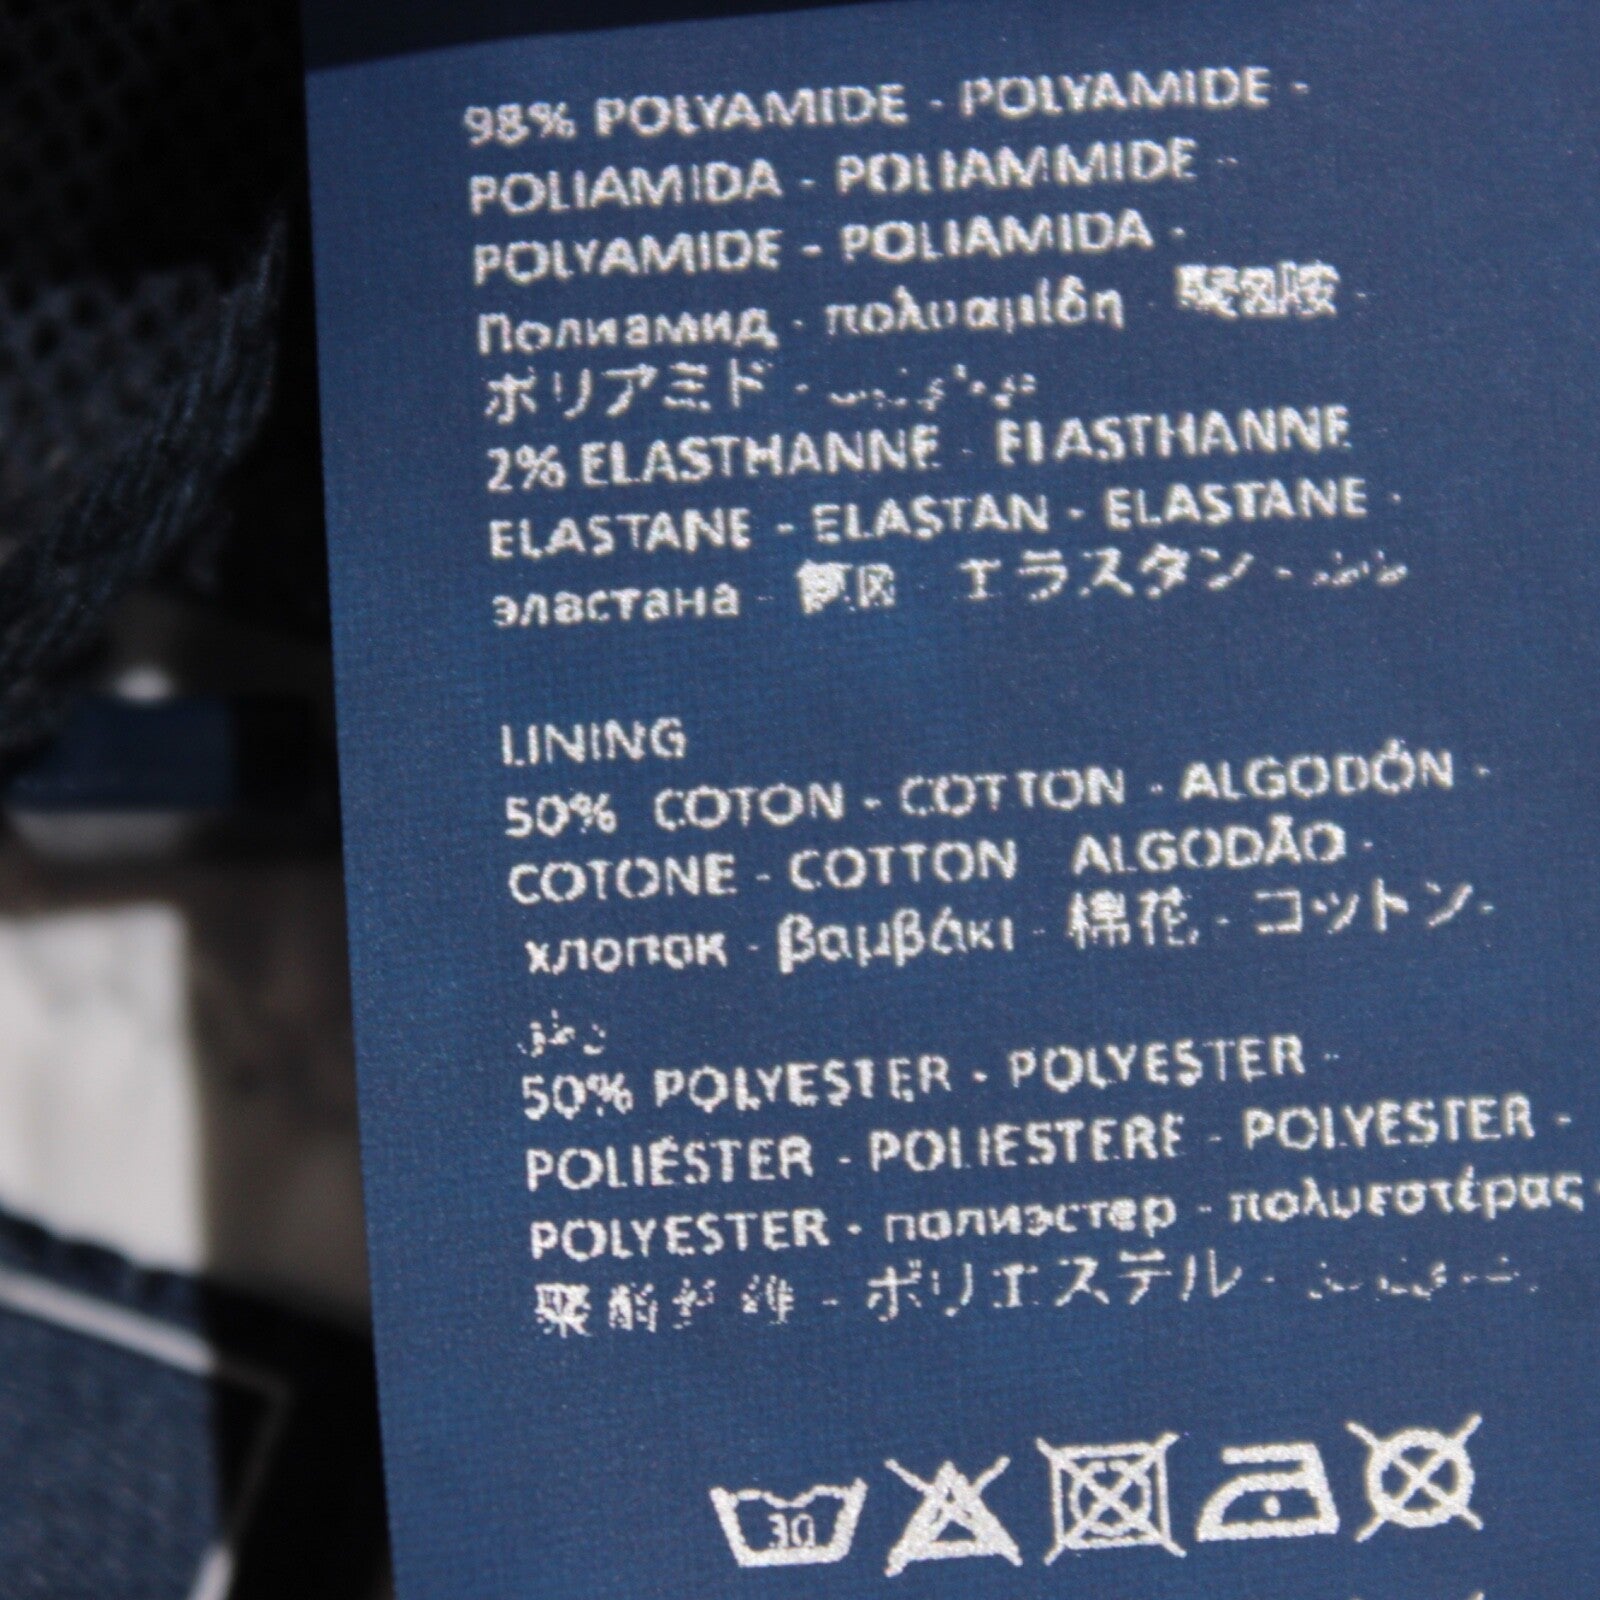 98% POLYAMIDE - POLYAMIDE -
POLIAMIDA - POLIAMMIDE -
POLYAMIDE - POLIAMIDA -
Полиамид - πολυαμίδη -
ポリアミド -
2% ELASTHANNE - ELASTHANNE
ELASTANE - ELASTAN - ELASTANE -
эластана - エラスタン -
LINING
50% COTON - COTTON - ALGODÓN -
COTONE - COTTON ALGODÃO -
хлопок - βαμβάκι - 棉花 - コットン -
50% POLYESTER - POLYESTER -
POLIÉSTER - POLIESTERE - POLYESTER -
POLYESTER - полиэстер - πολυεστέρας -
ポリエステル -
30